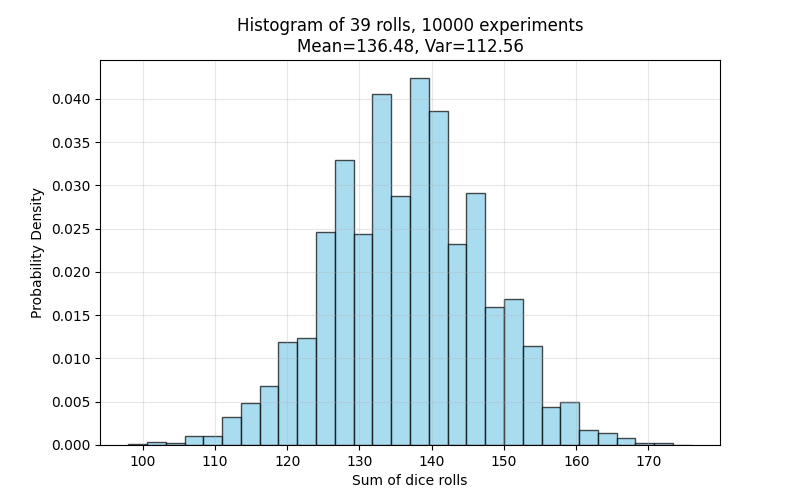 Histogram of 39 rolls, 10000 experiments
Mean=136.48, Var=112.56
Probability Density
0.040
0.035
0.030
0.025
0.020
0.015
0.010
0.005
0.000
100 110 120 130 140 150 160 170
Sum of dice rolls